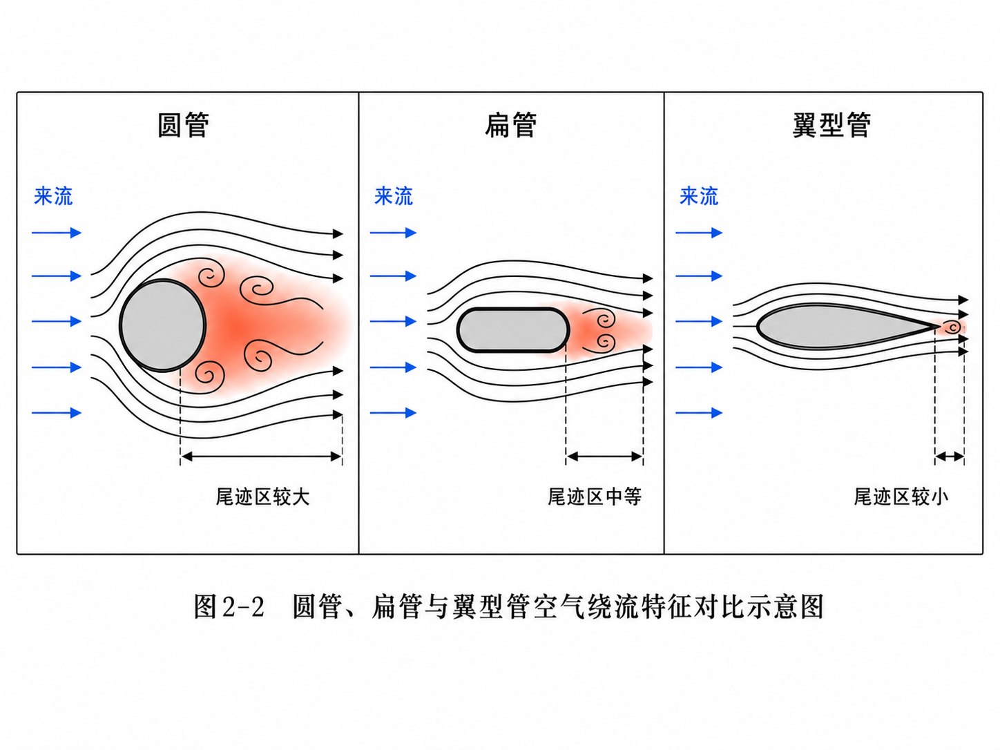 圆管
扁管
翼型管
来流
来流
来流
尾迹区较大
尾迹区中等
尾迹区较小
图2-2 圆管、扁管与翼型管空气绕流特征对比示意图